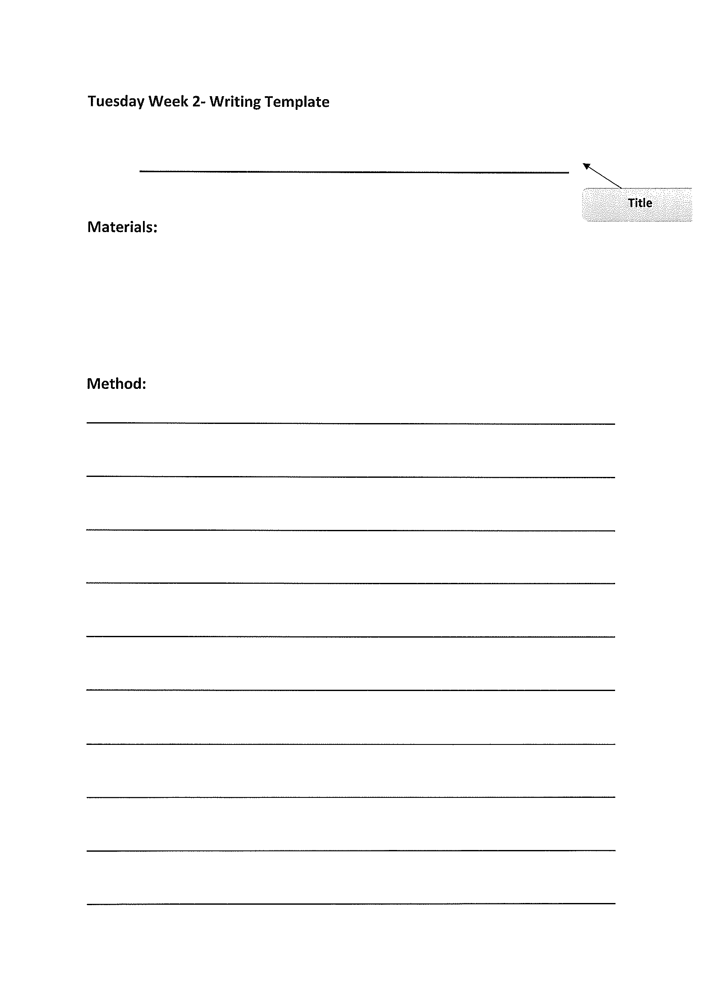 Tuesday Week 2- Writing Template
Title
Materials:
Method: